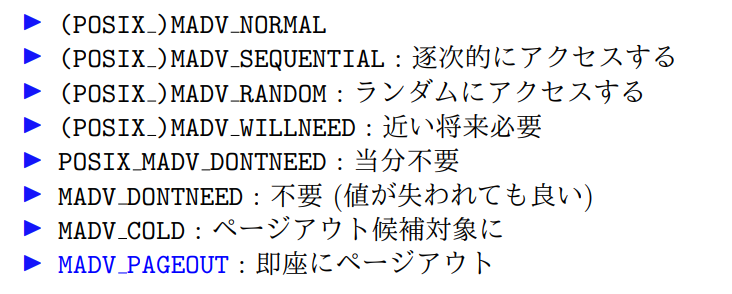 (POSIX_)MADV_NORMAL
(POSIX_)MADV_SEQUENTIAL : 逐次的にアクセスする
(POSIX_)MADV_RANDOM : ランダムにアクセスする
(POSIX_)MADV_WILLNEED : 近い将来必要
POSIX_MADV_DONTNEED : 当分不要
MADV_DONTNEED : 不要 (値が失われても良い)
MADV_COLD : ページアウト候補対象に
MADV_PAGEOUT : 即座にページアウト